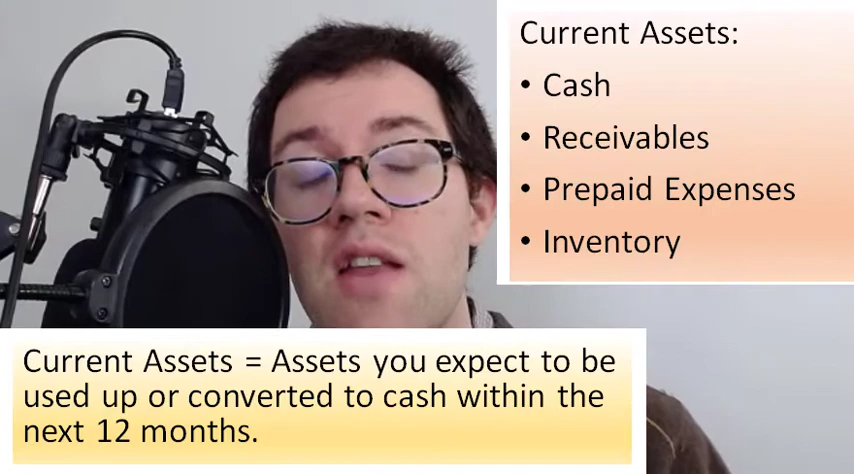 Current Assets:
• Cash
• Receivables
• Prepaid Expenses
• Inventory
Current Assets = Assets you expect to be
used up or converted to cash within the
next 12 months.